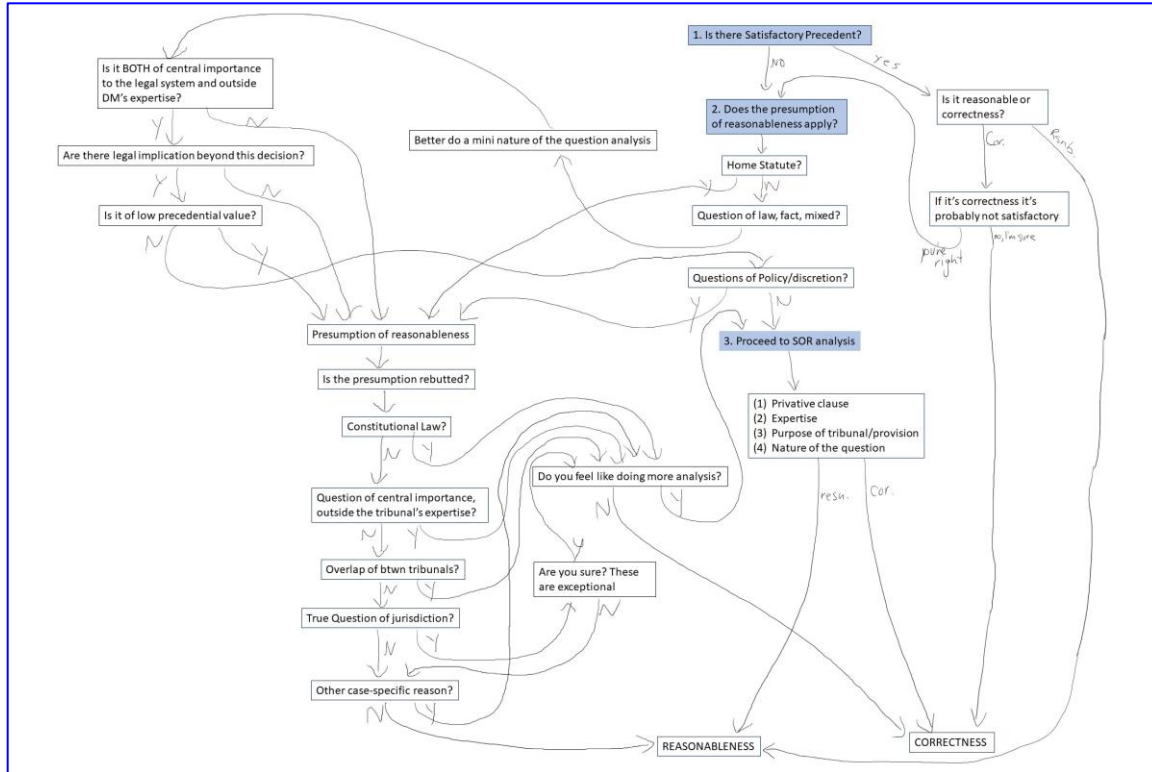 1. Is there Satisfactory Precedent?
NO
yes
Is it BOTH of central importance
to the legal system and outside
DM's expertise?
Y
N
2. Does the presumption
of reasonableness apply?
Is it reasonable or
correctness?
Cor.
Better do a mini nature of the question analysis
Are there legal implication beyond this decision?
Y
N
Home Statute?
Y
N
Is it of low precedential value?
N
Y
Question of law, fact, mixed?
If it's correctness it's
probably not satisfactory
you're
right
no, I'm sure
Questions of Policy/discretion?
Y
N
Presumption of reasonableness
3. Proceed to SOR analysis
Is the presumption rebutted?
(1) Privative clause
(2) Expertise
(3) Purpose of tribunal/provision
(4) Nature of the question
Cor.
Constitutional Law?
N
Y
Do you feel like doing more analysis?
N
Y
Question of central importance,
outside the tribunal's expertise?
N
Y
Overlap of btwn tribunals?
N
Y
Are you sure? These
are exceptional
Y
N
True Question of jurisdiction?
N
Y
Other case-specific reason?
N
Y
REASONABLENESS
CORRECTNESS